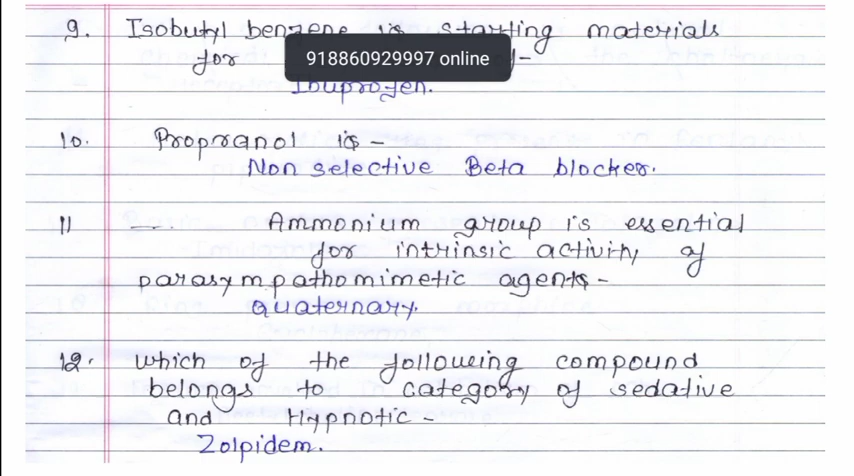 9. Isobutyl benzene is starting materials
for
918860929997 online
Ibuprofen.
10. Propranol is -
Non selective Beta blocker.
11 ---. Ammonium group is essential
for intrinsic activity of
parasympathomimetic agents -
Quaternary.
12. which of the following compound
belongs to category of sedative
and Hypnotic -
Zolpidem.